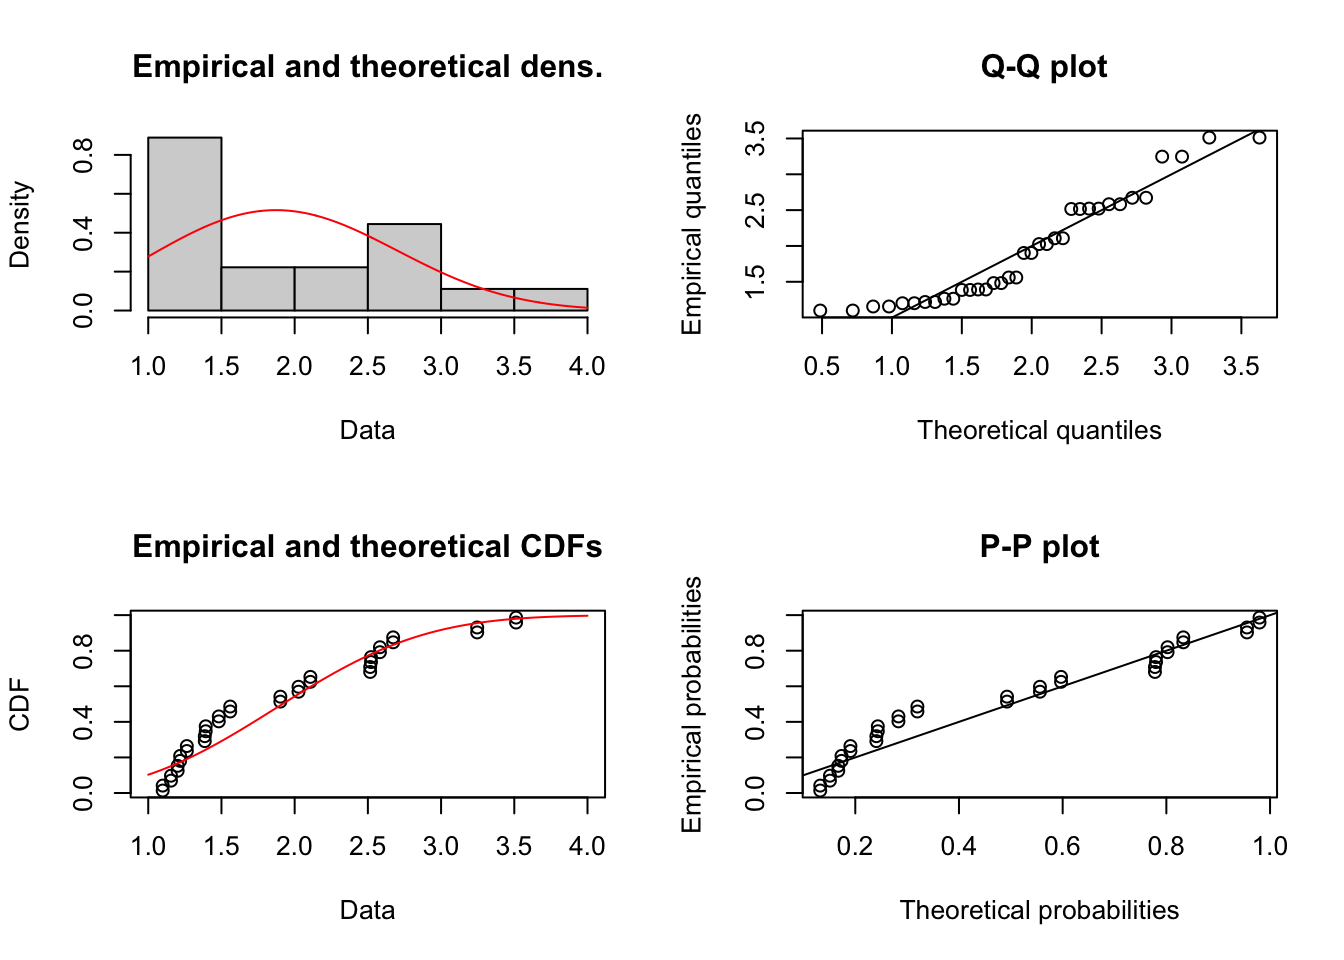 Empirical and theoretical dens.
Density
0.0 0.4 0.8
1.0 1.5 2.0 2.5 3.0 3.5 4.0
Data
Q-Q plot
Empirical quantiles
1.5 2.5 3.5
0.5 1.0 1.5 2.0 2.5 3.0 3.5
Theoretical quantiles
Empirical and theoretical CDFs
CDF
0.0 0.4 0.8
1.0 1.5 2.0 2.5 3.0 3.5 4.0
Data
P-P plot
Empirical probabilities
0.0 0.4 0.8
0.2 0.4 0.6 0.8 1.0
Theoretical probabilities